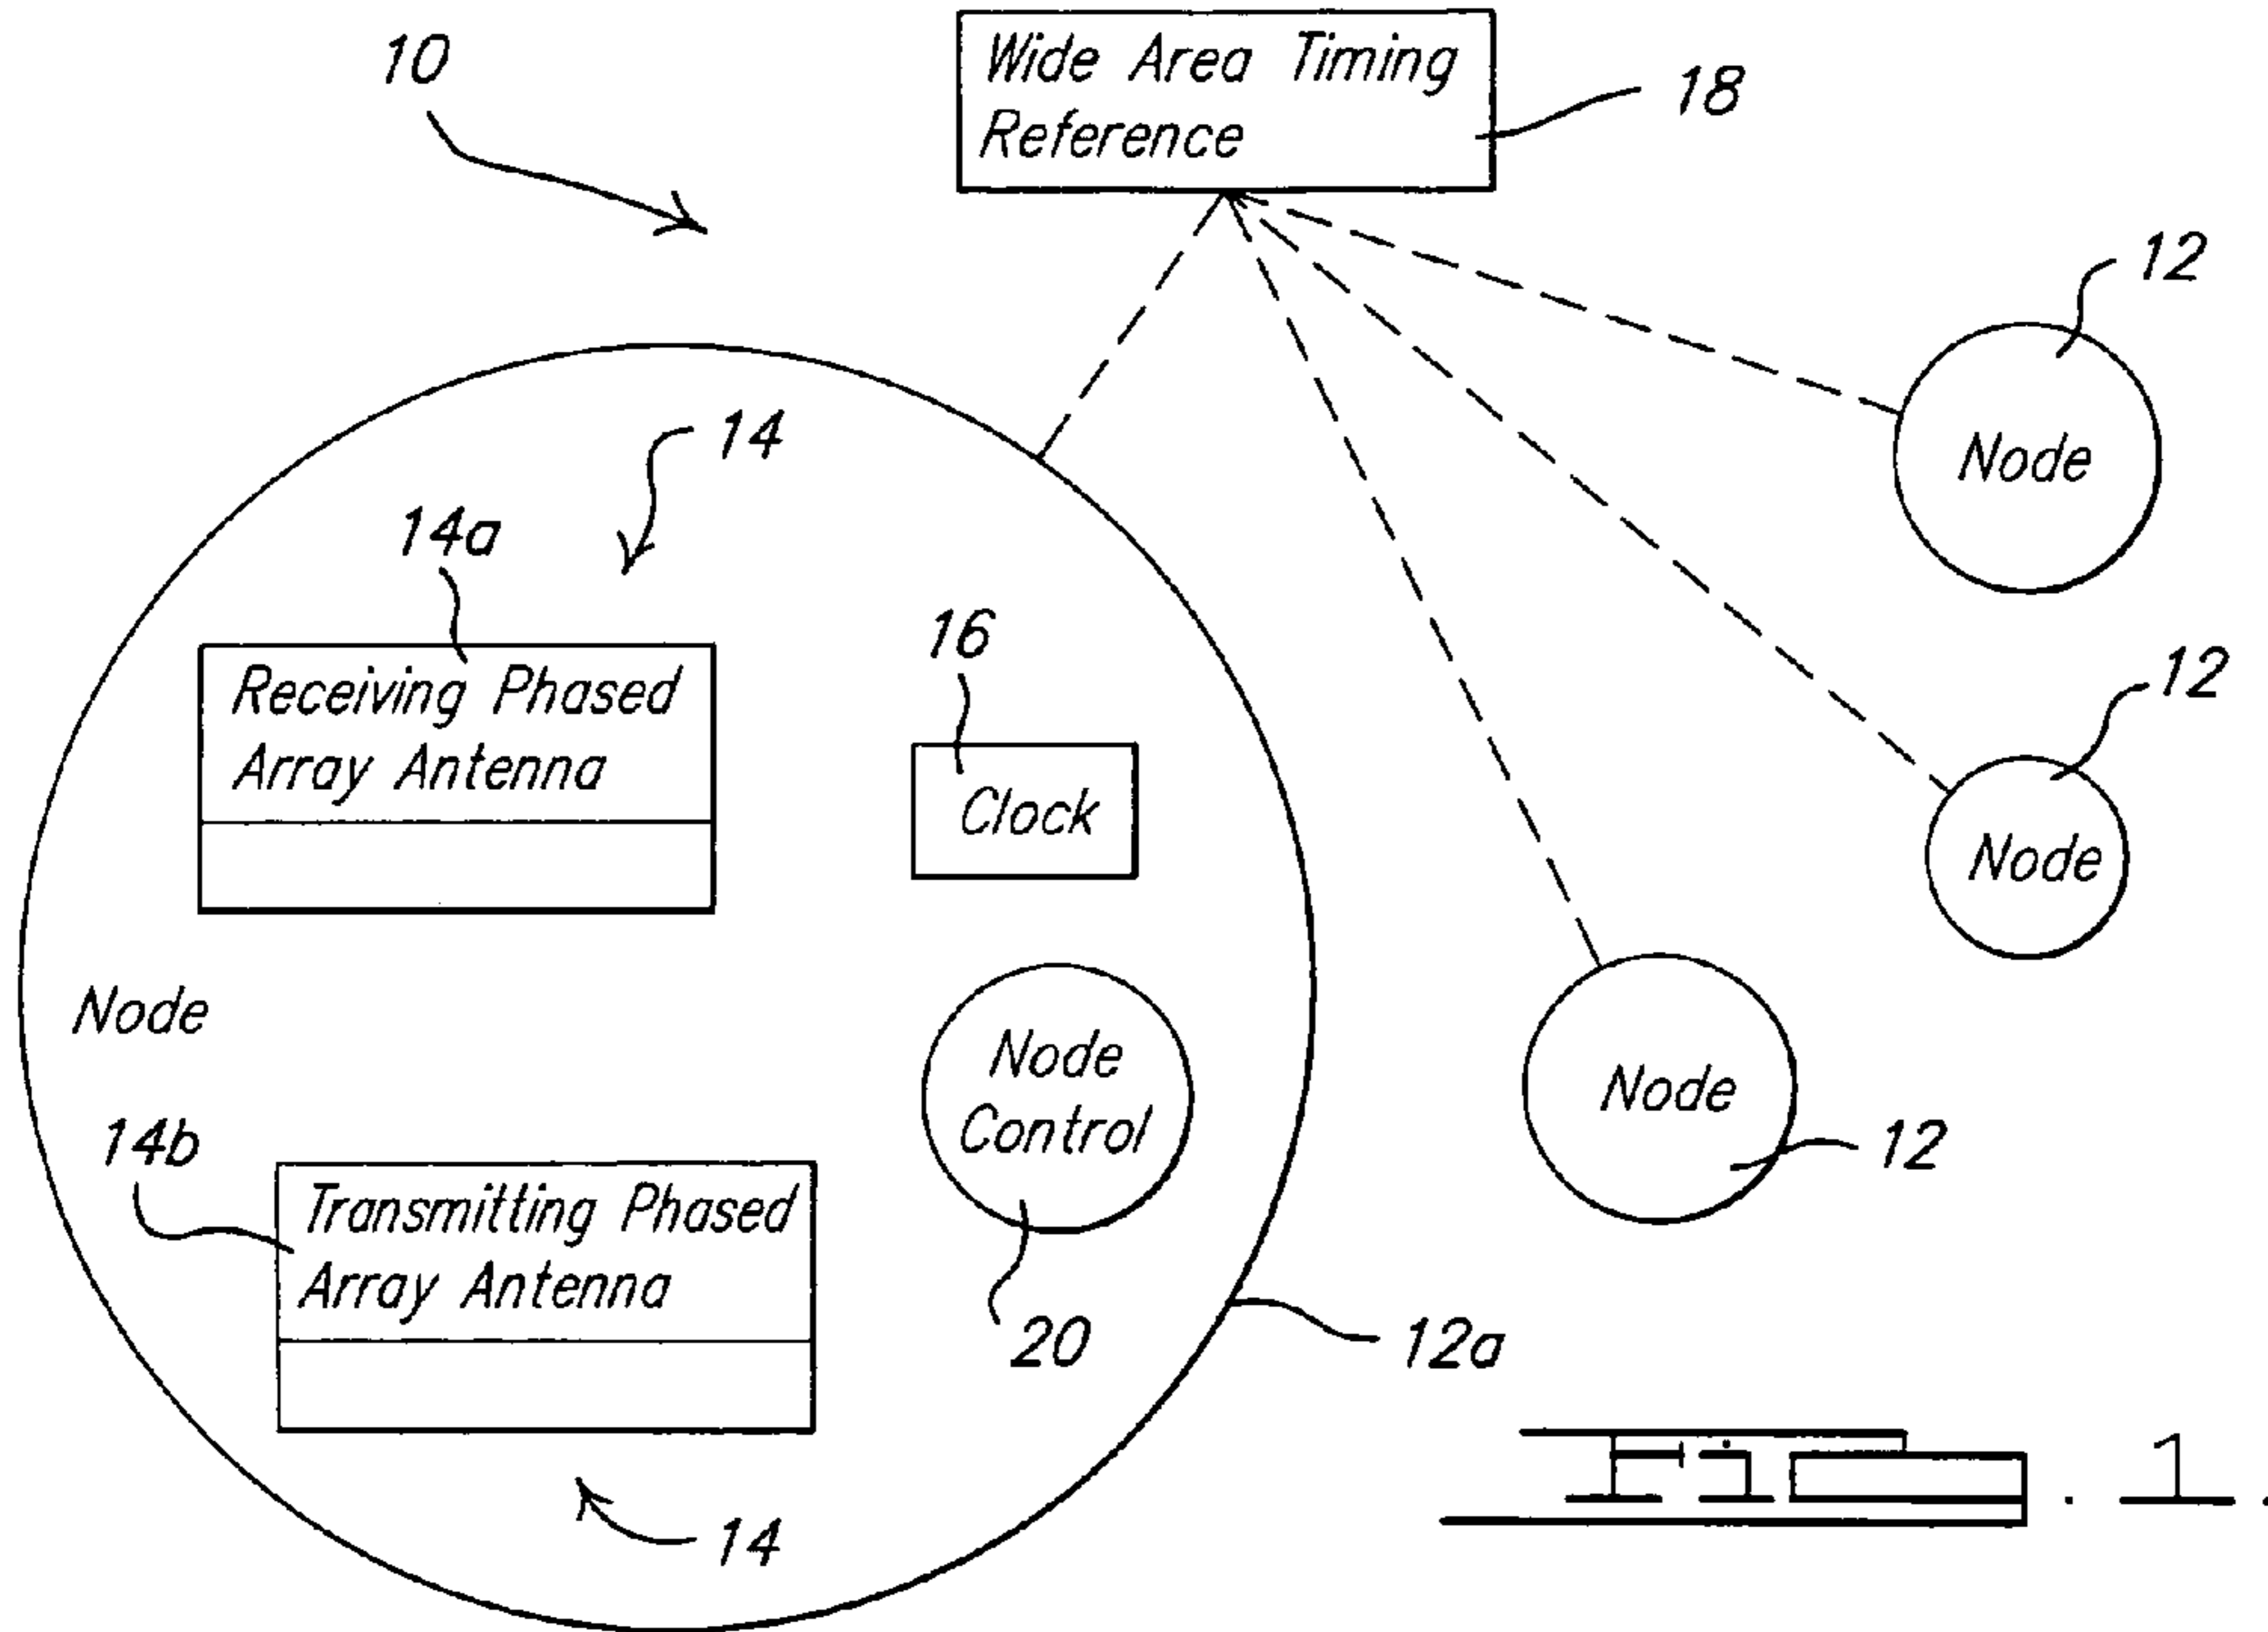 10
Wide Area Timing
Reference
18
12
Node
14
14a
Receiving Phased
Array Antenna
16
Clock
12
Node
Node
Node
Control
20
Node
12
14b
Transmitting Phased
Array Antenna
12a
14
Fig. 1.